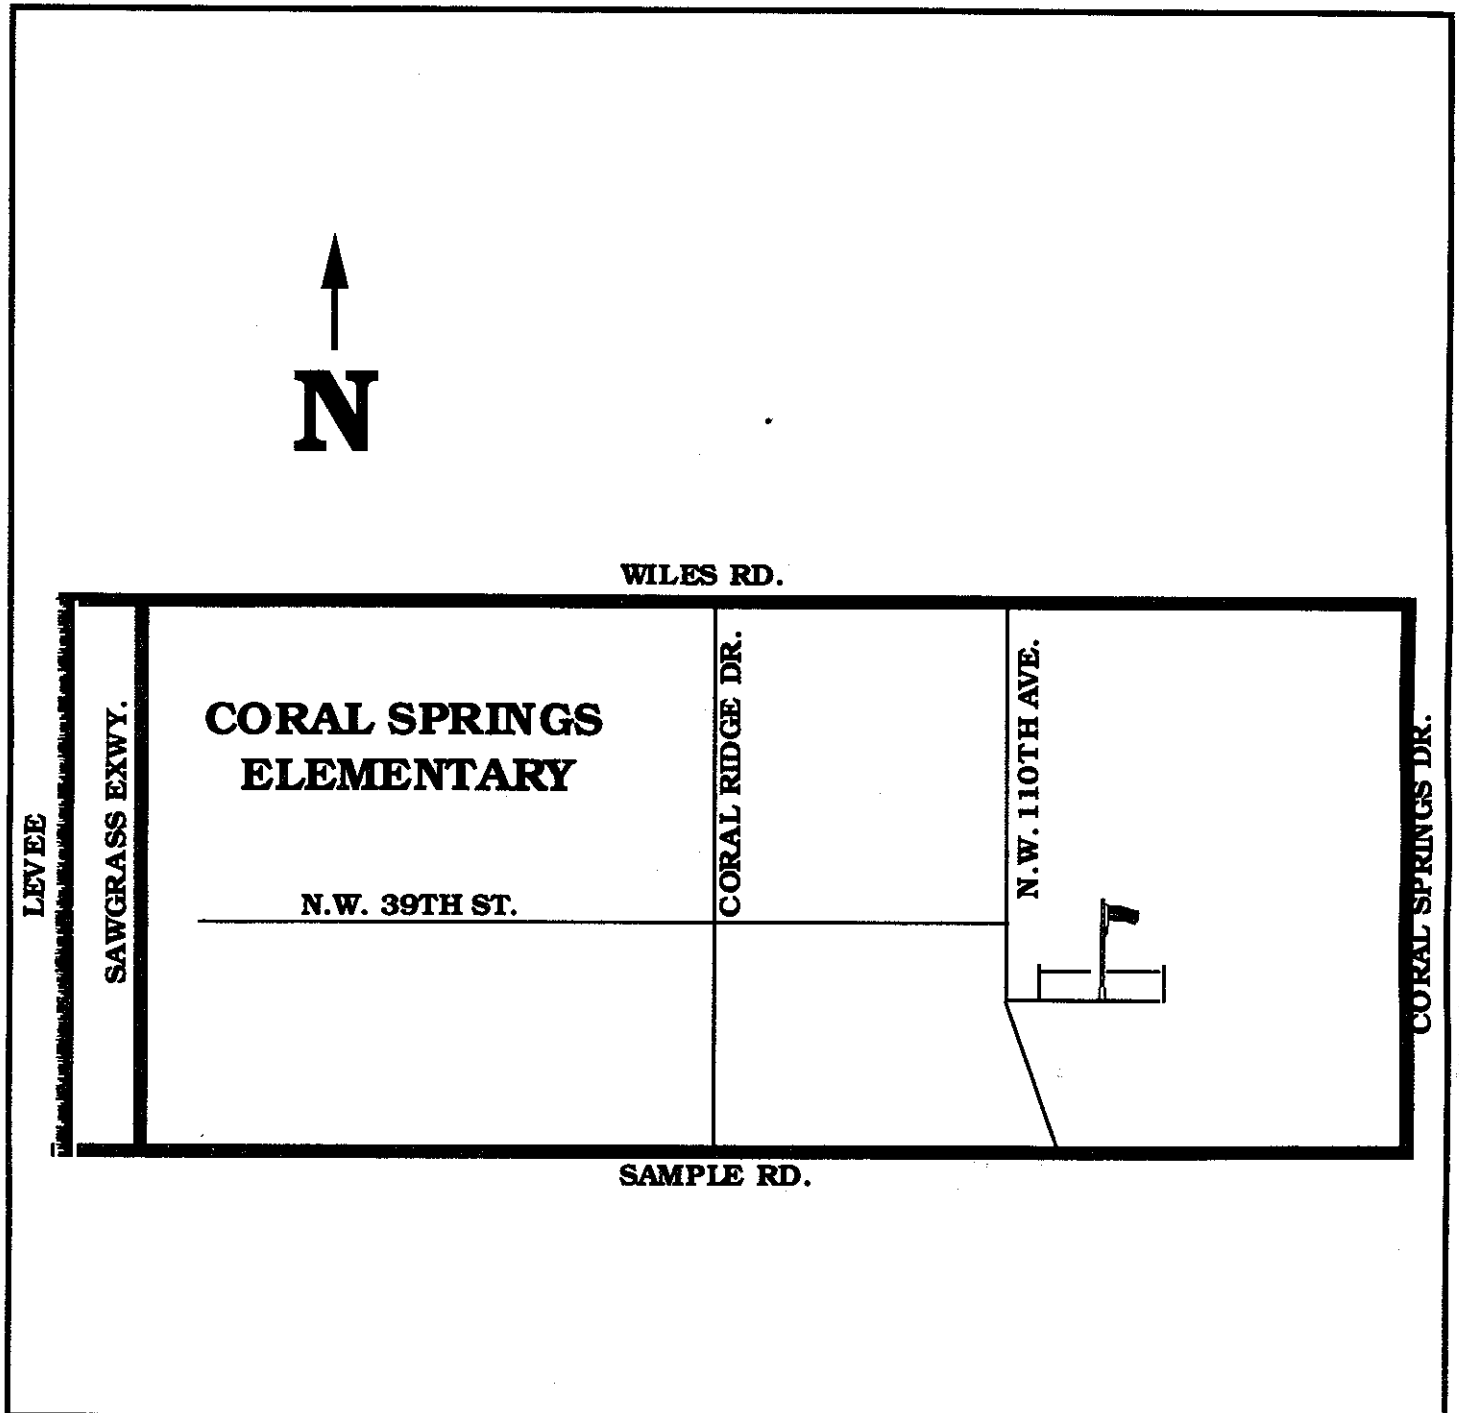 N
WILES RD.
CORAL SPRINGS
ELEMENTARY
LEVEE
SAWGRASS EXWY.
N.W. 39TH ST.
CORAL RIDGE DR.
N.W. 110TH AVE.
CORAL SPRINGS DR.
SAMPLE RD.